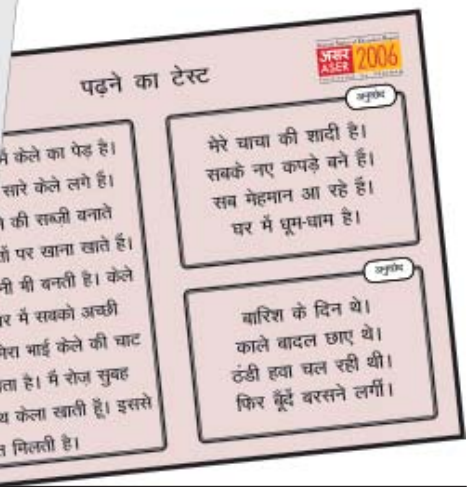 पढ़ने का टेस्ट
असर
ASER
2006
केले का पेड़ है।
सारे केले लगे हैं।
की सब्ज़ी बनाते
पर खाना खाते हैं।
भी बनती है। केले
में सबको अच्छी
मेरा भाई केले की चाट
है। मैं रोज़ सुबह
केला खाती हूँ। इससे
मिलती है।
अनुच्छेद
मेरे चाचा की शादी है।
सबके नए कपड़े बने हैं।
सब मेहमान आ रहे हैं।
घर में धूम-धाम है।
अनुच्छेद
बारिश के दिन थे।
काले बादल छाए थे।
ठंडी हवा चल रही थी।
फिर बूँदें बरसने लगीं।